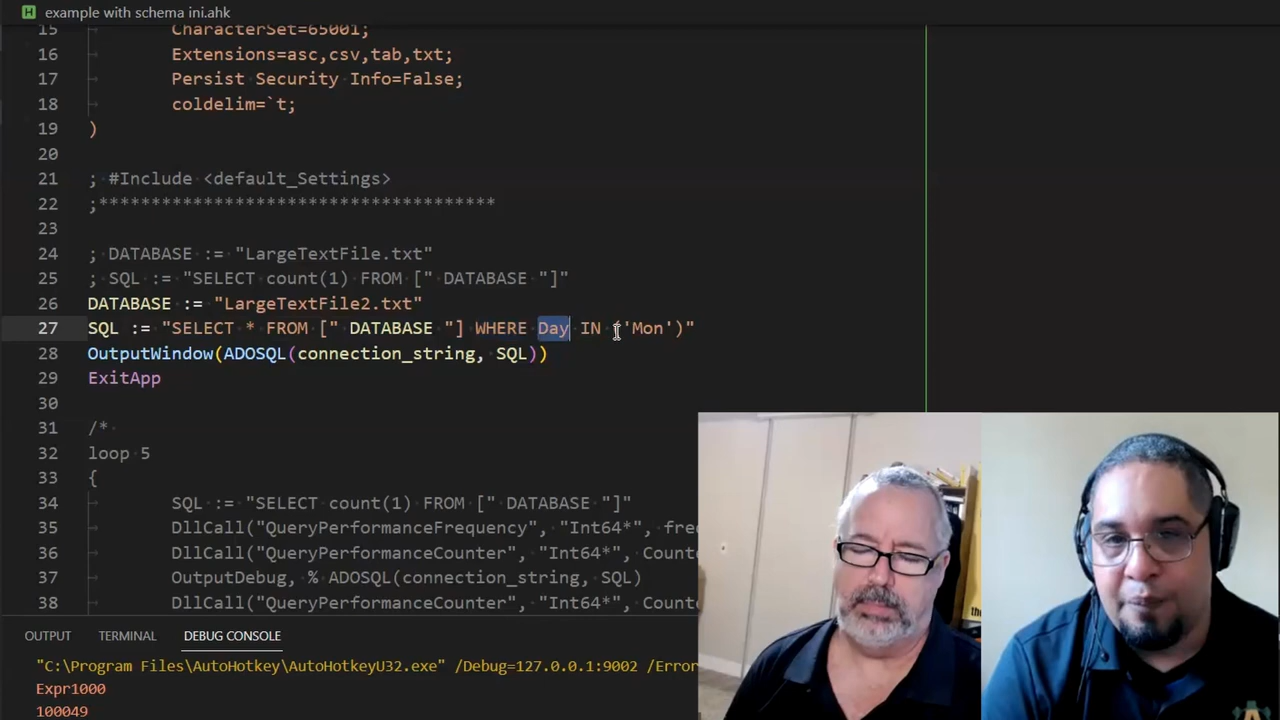 example with schema ini.ahk
15 CharacterSet=65001;
16 Extensions=asc,csv,tab,txt;
17 Persist Security Info=False;
18 coldelim=`t;
19 )
20
21 ; #Include <default_Settings>
22 ;**************************************
23
24 ; DATABASE := "LargeTextFile.txt"
25 ; SQL := "SELECT count(1) FROM [" DATABASE "]"
26 DATABASE := "LargeTextFile2.txt"
27 SQL := "SELECT * FROM [" DATABASE "] WHERE Day IN ('Mon')"
28 OutputWindow(ADOSQL(connection_string, SQL))
29 ExitApp
30
31 /*
32 loop 5
33 {
34 SQL := "SELECT count(1) FROM [" DATABASE "]"
35 DllCall("QueryPerformanceFrequency", "Int64*", freq
36 DllCall("QueryPerformanceCounter", "Int64*", Counte
37 OutputDebug, % ADOSQL(connection_string, SQL)
38 DllCall("QueryPerformanceCounter", "Int64*", Counte
OUTPUT TERMINAL DEBUG CONSOLE
"C:\Program Files\AutoHotkey\AutoHotkeyU32.exe" /Debug=127.0.0.1:9002 /Error
Expr1000
100049